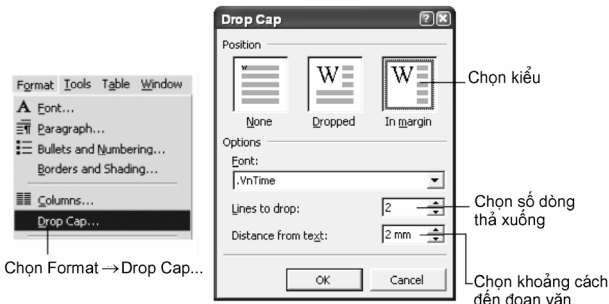 Format Tools Table Window
Font...
Paragraph...
Bullets and Numbering...
Borders and Shading...
Columns...
Drop Cap...
Chọn Format → Drop Cap...
Drop Cap
Position
W W W
None Dropped In margin
Chọn kiểu
Options
Font:
.VnTime
Lines to drop: 2
Chọn số dòng
thả xuống
Distance from text: 2 mm
OK Cancel
Chọn khoảng cách
đến đoạn văn